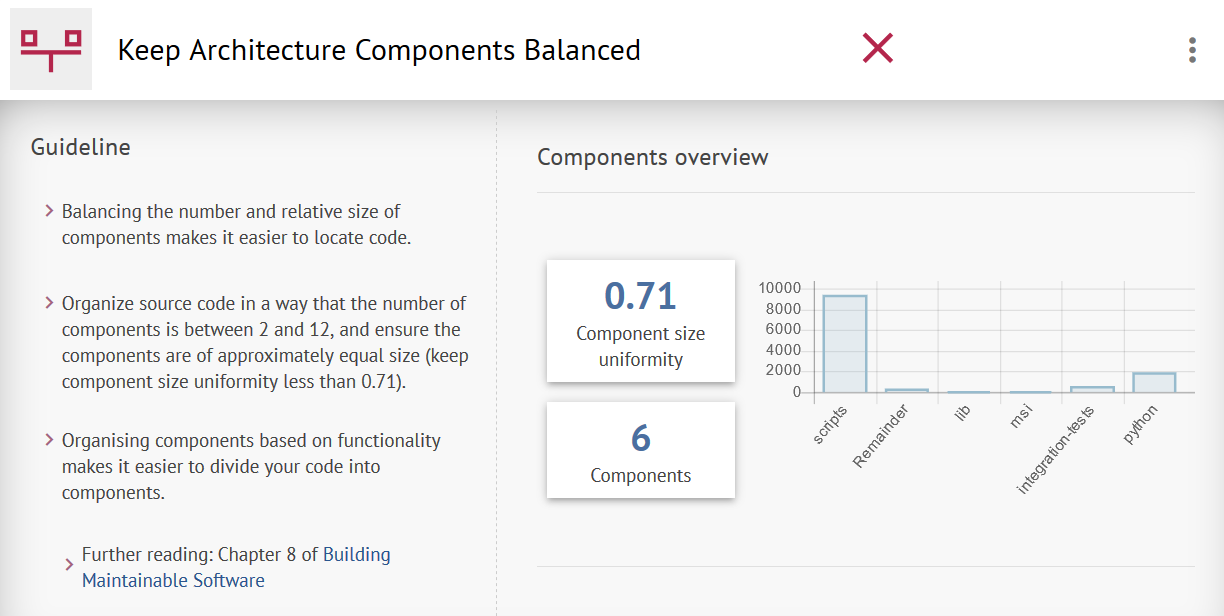 Keep Architecture Components Balanced
Guideline
Balancing the number and relative size of
components makes it easier to locate code.
Organize source code in a way that the number of
components is between 2 and 12, and ensure the
components are of approximately equal size (keep
component size uniformity less than 0.71).
Organising components based on functionality
makes it easier to divide your code into
components.
Further reading: Chapter 8 of Building
Maintainable Software
Components overview
0.71
Component size
uniformity
6
Components
10000
8000
6000
4000
2000
0
scripts
Remainder
lib
msi
integration-tests
python